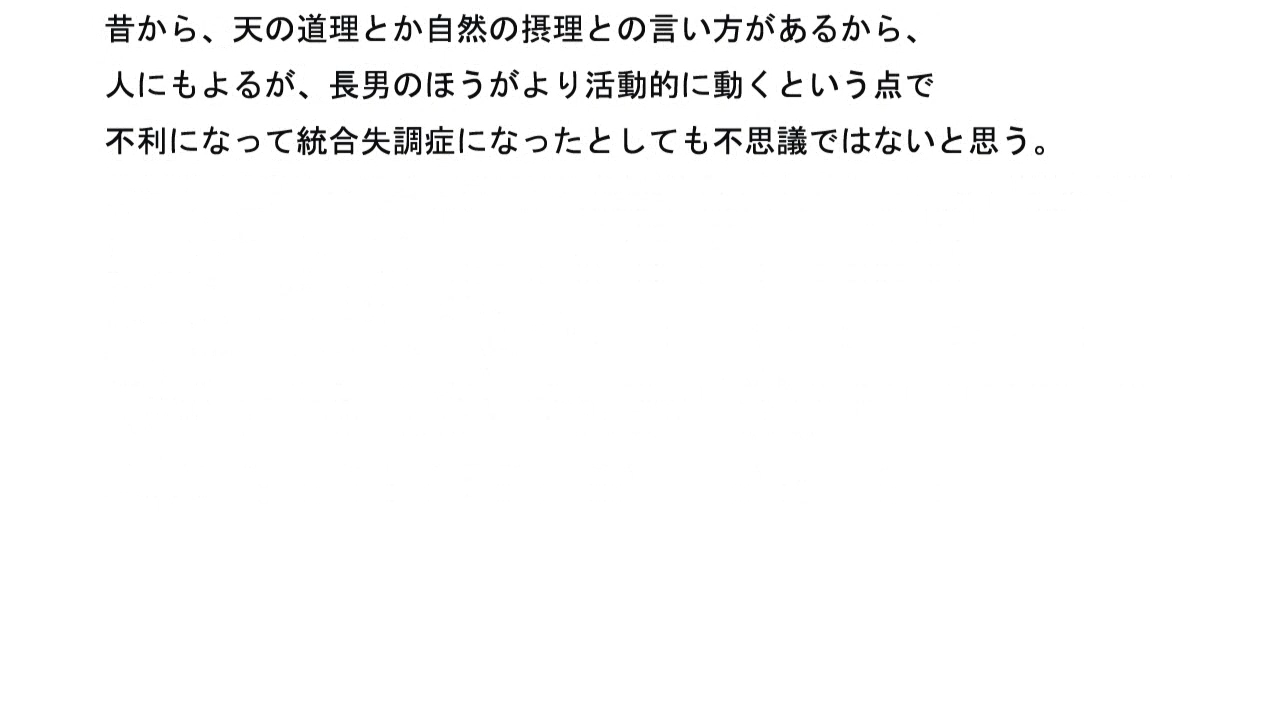 昔から、天の道理とか自然の摂理との言い方があるから、
人にもよるが、長男のほうがより活動的に動くという点で
不利になって統合失調症になったとしても不思議ではないと思う。